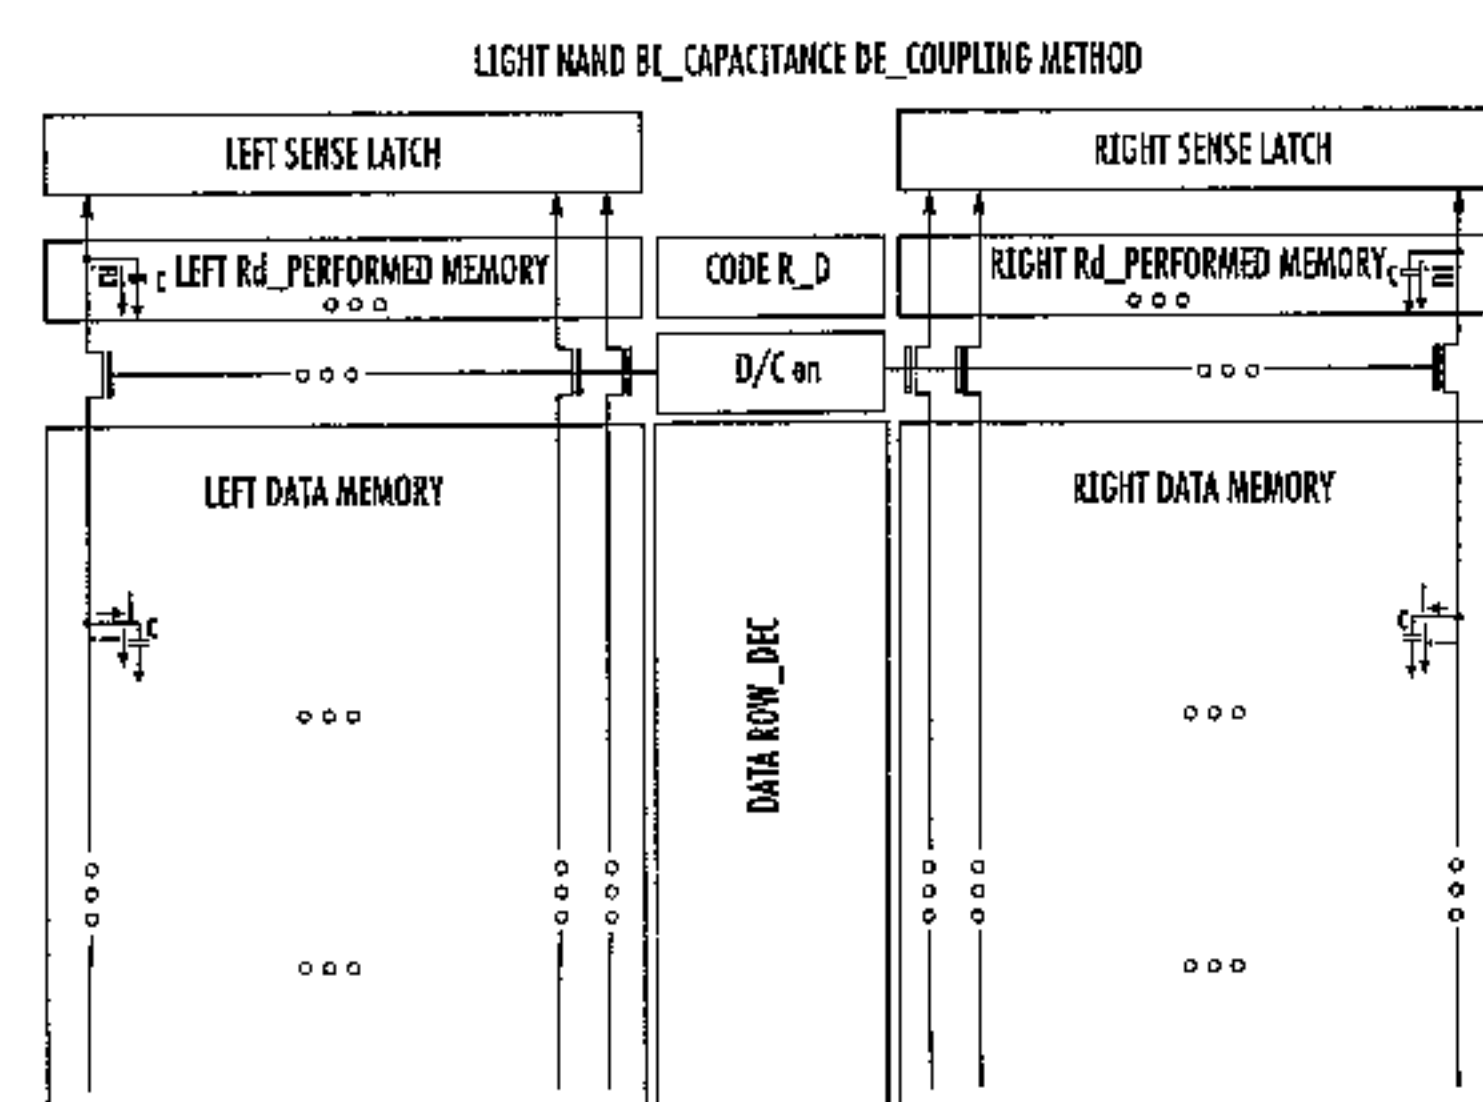 LIGHT NAND BI_CAPACITANCE DE_COUPLING METHOD
LEFT SENSE LATCH
RIGHT SENSE LATCH
LEFT Rd_PERFORMED MEMORY
CODE R_D
RIGHT Rd_PERFORMED MEMORY
C
D/C en
LEFT DATA MEMORY
RIGHT DATA MEMORY
C
C
DATA ROW_DEC